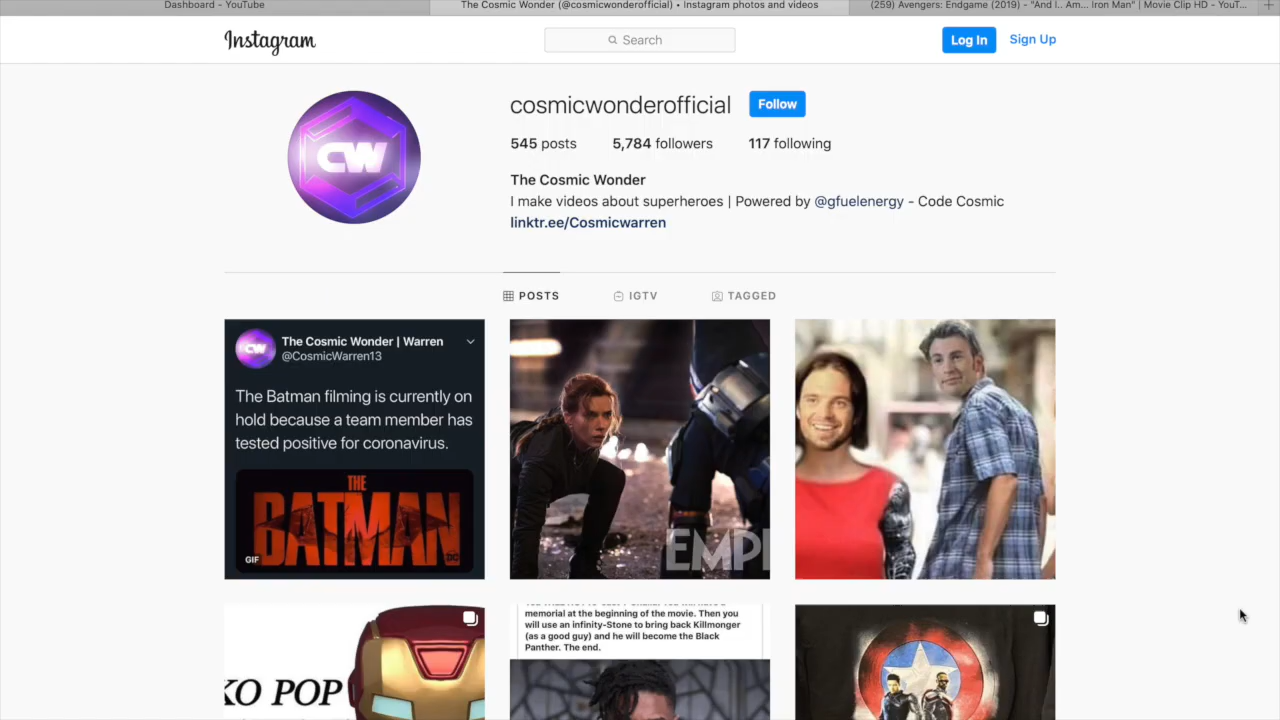 Dashboard - YouTube
The Cosmic Wonder (@cosmicwonderofficial) • Instagram photos and videos
(259) Avengers: Endgame (2019) - "And I.. Am... Iron Man" | Movie Clip HD - YouT...
Instagram
Search
Log In
Sign Up
CW
cosmicwonderofficial
Follow
545 posts
5,784 followers
117 following
The Cosmic Wonder
I make videos about superheroes | Powered by @gfuelenergy - Code Cosmic
linktr.ee/Cosmicwarren
POSTS
IGTV
TAGGED
CW
The Cosmic Wonder | Warren
@CosmicWarren13
The Batman filming is currently on
hold because a team member has
tested positive for coronavirus.
THE
BATMAN
GIF
EMPI
KO POP
memorial at the beginning of the movie. Then you
will use an infinity-Stone to bring back Killmonger
(as a good guy) and he will become the Black
Panther. The end.